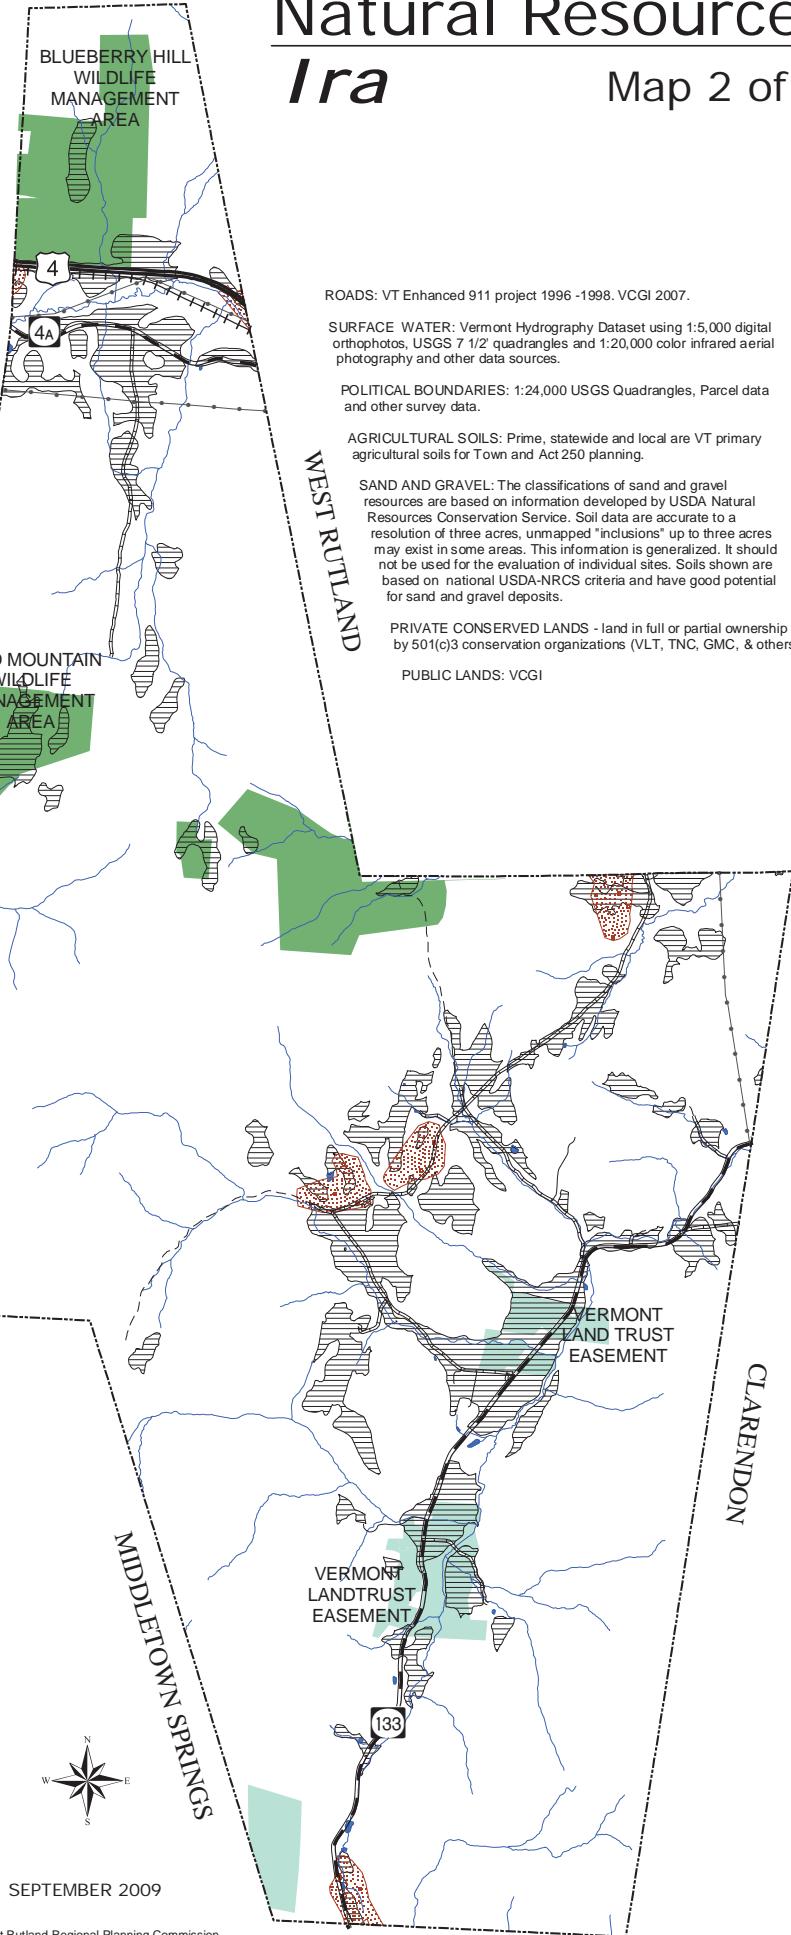 Natural Resource
Ira
Map 2 of
BLUEBERRY HILL
WILDLIFE
MANAGEMENT
AREA
4
4A
ROADS: VT Enhanced 911 project 1996 -1998. VCGI 2007.
SURFACE WATER: Vermont Hydrography Dataset using 1:5,000 digital
orthophotos, USGS 7 1/2' quadrangles and 1:20,000 color infrared aerial
photography and other data sources.
POLITICAL BOUNDARIES: 1:24,000 USGS Quadrangles, Parcel data
and other survey data.
AGRICULTURAL SOILS: Prime, statewide and local are VT primary
agricultural soils for Town and Act 250 planning.
SAND AND GRAVEL: The classifications of sand and gravel
resources are based on information developed by USDA Natural
Resources Conservation Service. Soil data are accurate to a
resolution of three acres, unmapped "inclusions" up to three acres
may exist in some areas. This information is generalized. It should
not be used for the evaluation of individual sites. Soils shown are
based on national USDA-NRCS criteria and have good potential
for sand and gravel deposits.
PRIVATE CONSERVED LANDS - land in full or partial ownership
by 501(c)3 conservation organizations (VLT, TNC, GMC, & others
PUBLIC LANDS: VCGI
WEST RUTLAND
MOUNTAIN
WILDLIFE
NAGEMENT
AREA
VERMONT
LAND TRUST
EASEMENT
CLARENDON
VERMONT
LANDTRUST
EASEMENT
MIDDLETOWN SPRINGS
133
N
W E
S
SEPTEMBER 2009
Rutland Regional Planning Commission